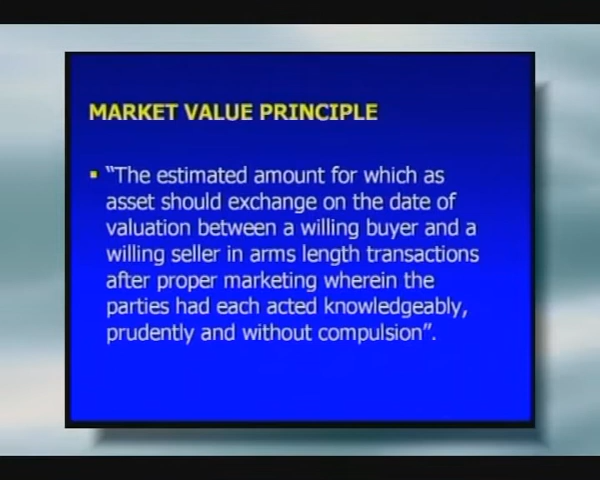 MARKET VALUE PRINCIPLE
"The estimated amount for which as
asset should exchange on the date of
valuation between a willing buyer and a
willing seller in arms length transactions
after proper marketing wherein the
parties had each acted knowledgeably,
prudently and without compulsion".